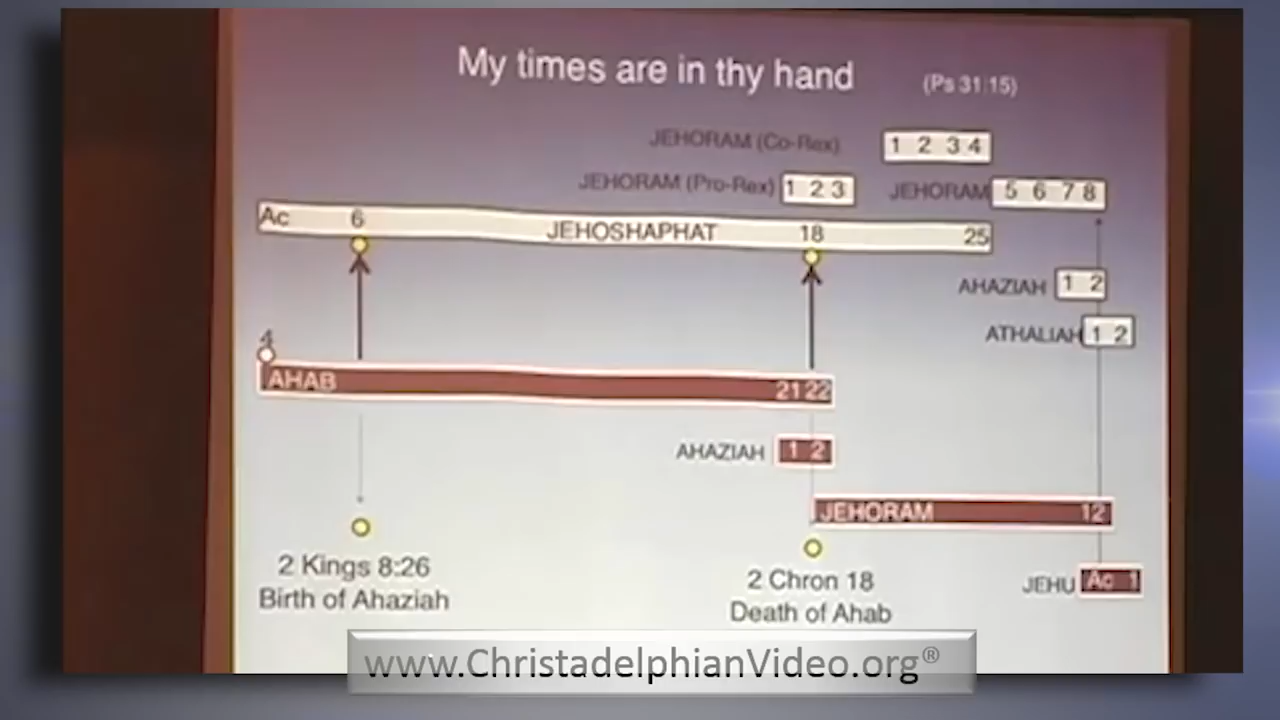 My times are in thy hand (Ps 31:15)
JEHORAM (Co-Rex) 1 2 3 4
JEHORAM (Pro-Rex) 1 2 3 JEHORAM 5 6 7 8
Ac 6 JEHOSHAPHAT 18 25
AHAZIAH 1 2
ATHALIAH 1 2
4
AHAB 21 22
AHAZIAH 1 2
JEHORAM 12
2 Kings 8:26
Birth of Ahaziah
2 Chron 18
Death of Ahab
JEHU Ac 1
www.ChristadelphianVideo.org®